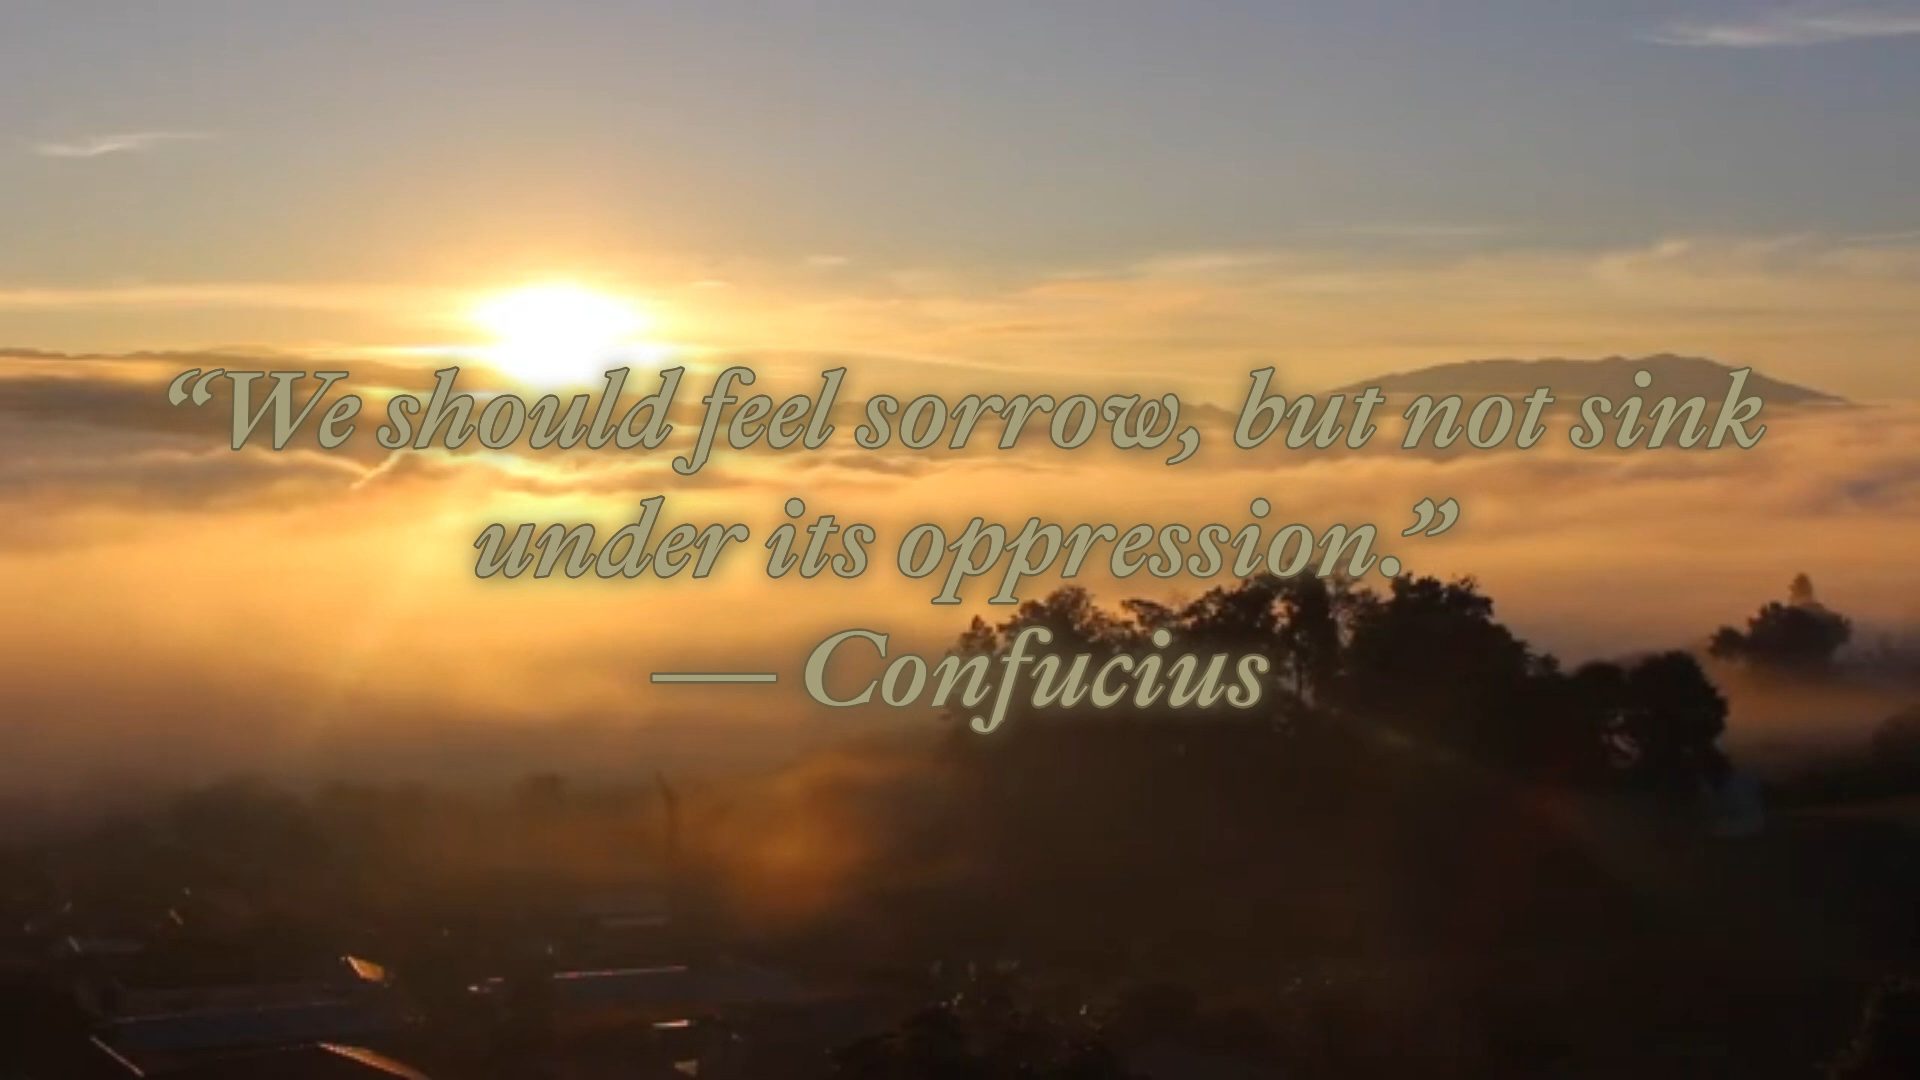 “We should feel sorrow, but not sink
under its oppression.”
— Confucius